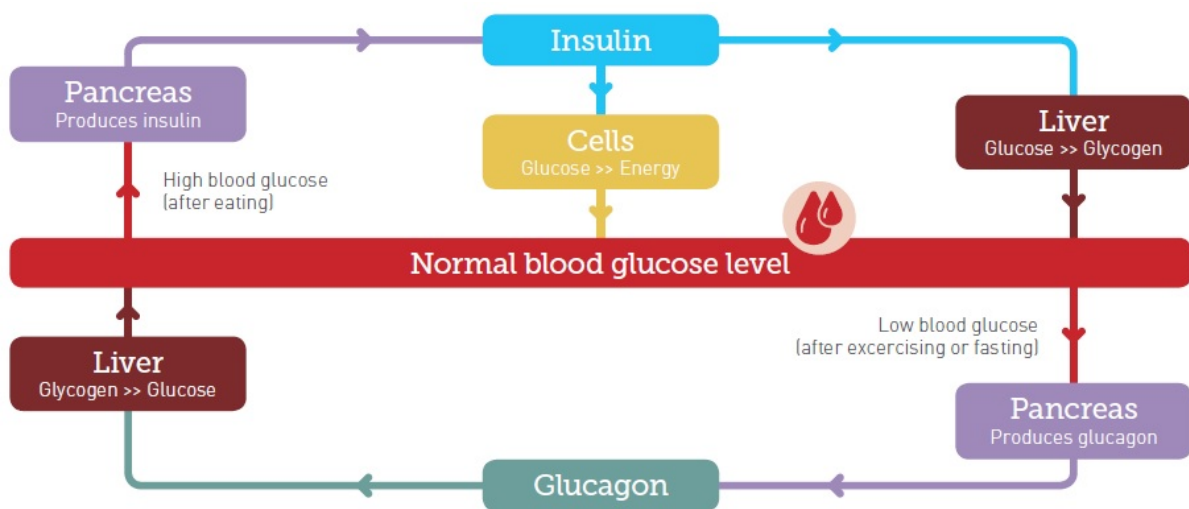 Insulin
Pancreas
Produces insulin
Cells
Glucose >> Energy
Liver
Glucose >> Glycogen
High blood glucose
(after eating)
Normal blood glucose level
Low blood glucose
(after excercising or fasting)
Liver
Glycogen >> Glucose
Pancreas
Produces glucagon
Glucagon